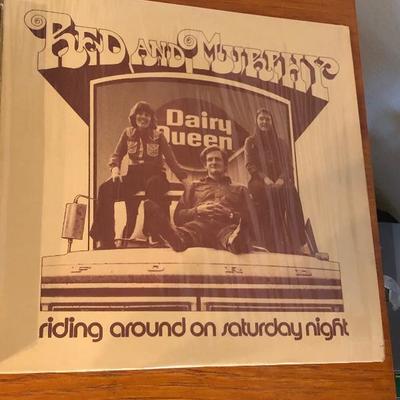 RED AND MURPHY
Dairy
Queen
FORD
riding around on saturday night